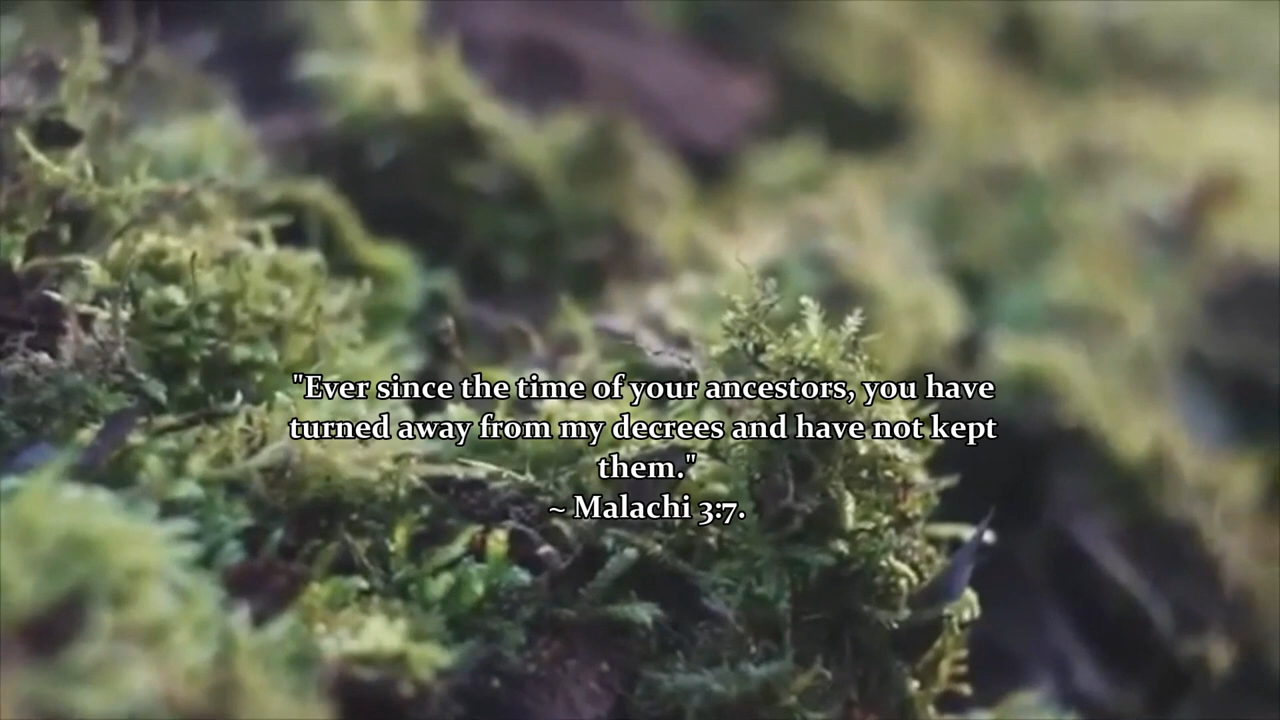 "Ever since the time of your ancestors, you have
turned away from my decrees and have not kept
them."
~ Malachi 3:7.